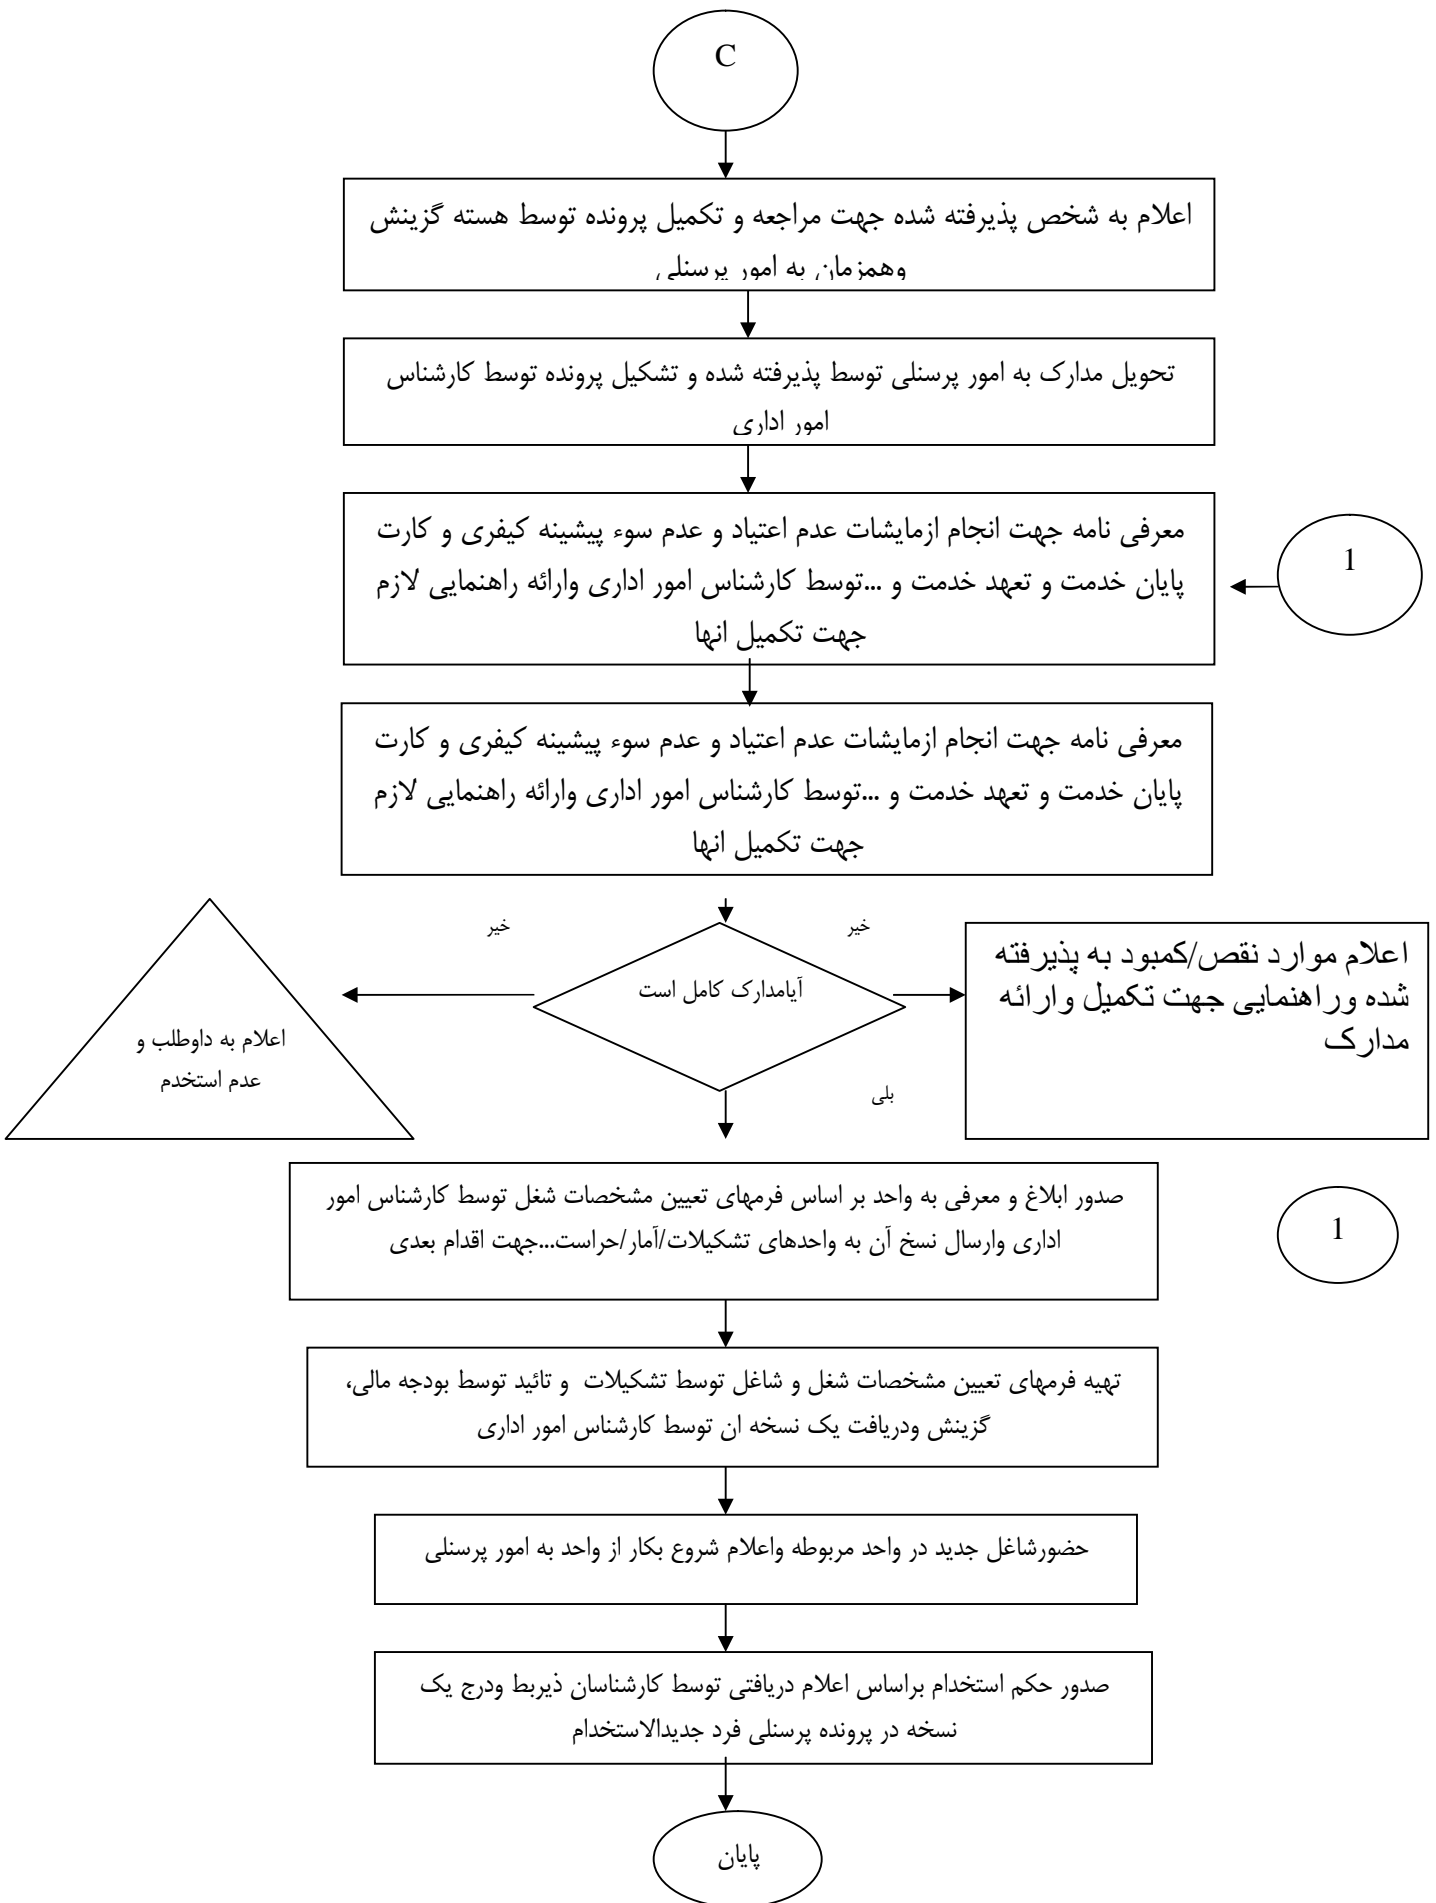 C
اعلام به شخص پذیرفته شده جهت مراجعه و تکمیل پرونده توسط هسته گزینش
وهمزمان به امور پرسنلی
تحویل مدارک به امور پرسنلی توسط پذیرفته شده و تشکیل پرونده توسط کارشناس
امور اداری
معرفی نامه جهت انجام ازمایشات عدم اعتیاد و عدم سوء پیشینه کیفری و کارت
پایان خدمت و تعهد خدمت و ...توسط کارشناس امور اداری وارائه راهنمایی لازم
جهت تکمیل انها
1
معرفی نامه جهت انجام ازمایشات عدم اعتیاد و عدم سوء پیشینه کیفری و کارت
پایان خدمت و تعهد خدمت و ...توسط کارشناس امور اداری وارائه راهنمایی لازم
جهت تکمیل انها
خیر
خیر
اعلام موارد نقص/کمبود به پذیرفته
شده وراهنمایی جهت تکمیل وارائه
مدارک
آیامدارک کامل است
اعلام به داوطلب و
عدم استخدم
بلی
صدور ابلاغ و معرفی به واحد بر اساس فرمهای تعیین مشخصات شغل توسط کارشناس امور
اداری وارسال نسخ آن به واحدهای تشکیلات/آمار/حراست...جهت اقدام بعدی
1
تهیه فرمهای تعیین مشخصات شغل و شاغل توسط تشکیلات و تائید توسط بودجه مالی،
گزینش ودریافت یک نسخه ان توسط کارشناس امور اداری
حضورشاغل جدید در واحد مربوطه واعلام شروع بکار از واحد به امور پرسنلی
صدور حکم استخدام براساس اعلام دریافتی توسط کارشناسان ذیربط ودرج یک
نسخه در پرونده پرسنلی فرد جدیدالاستخدام
پایان